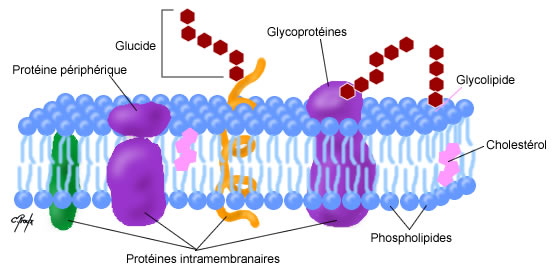 Glucide
Glycoprotéines
Protéine périphérique
Glycolipide
Cholestérol
Phospholipides
Protéines intramembranaires